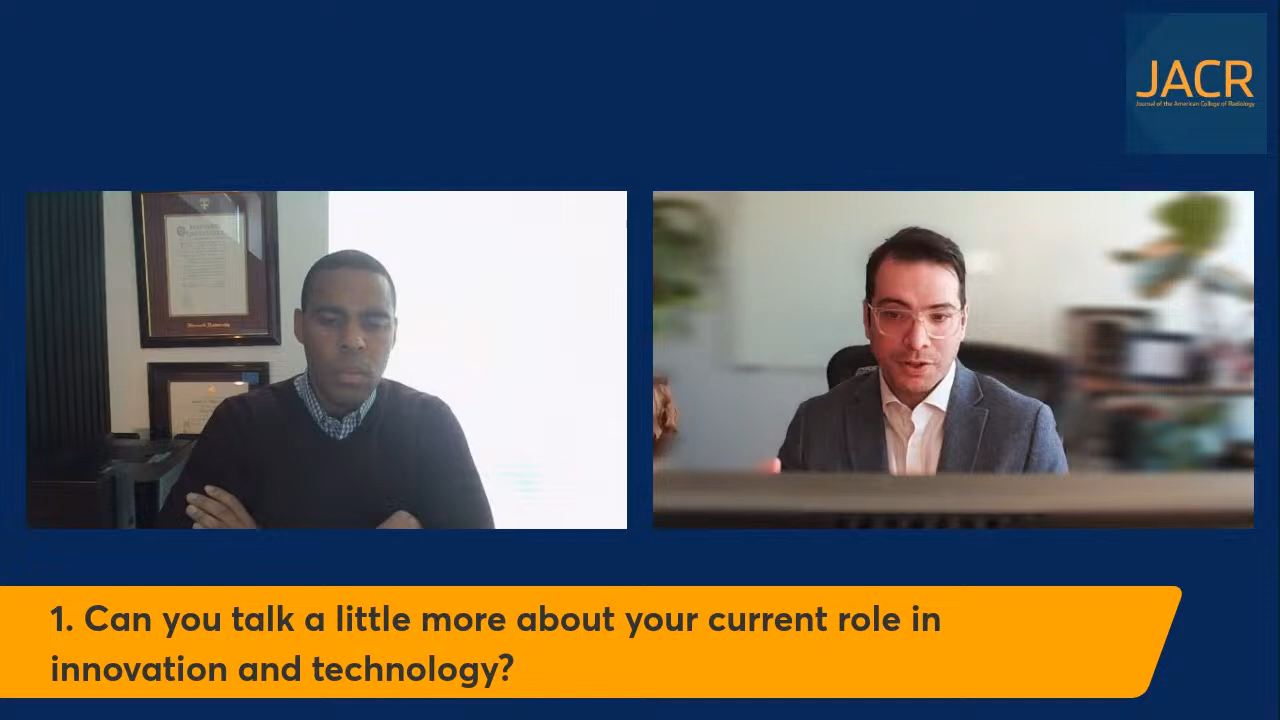 JACR
Journal of the American College of Radiology
1. Can you talk a little more about your current role in
innovation and technology?